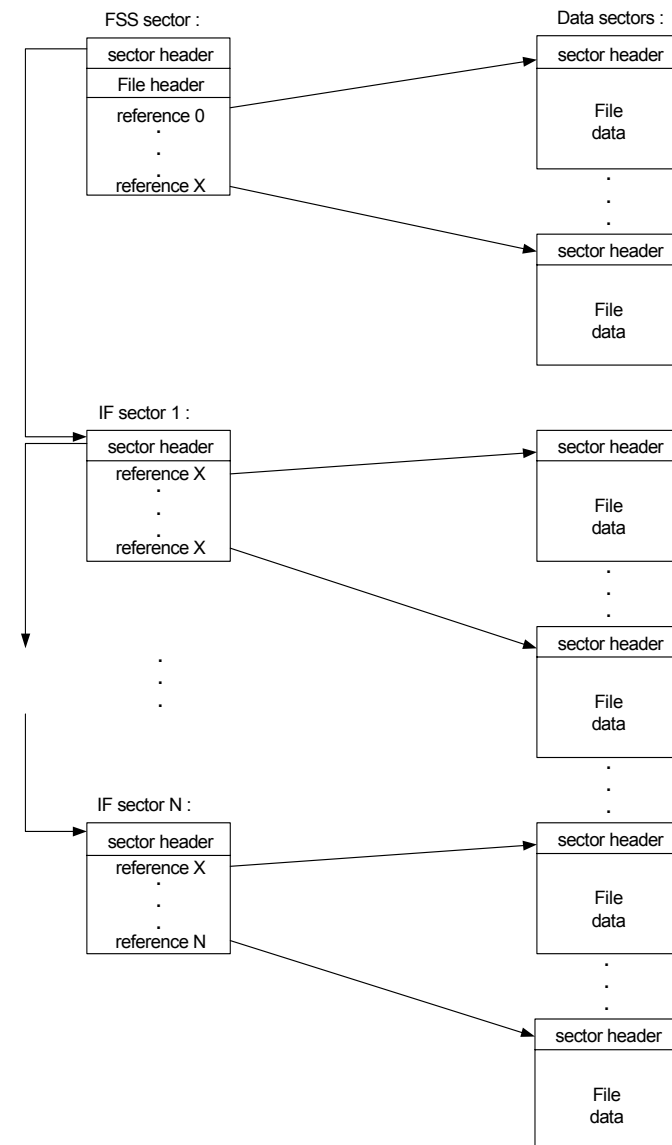 FSS sector :
sector header
File header
reference 0
.
.
.
reference X
Data sectors :
sector header
File
data
.
.
.
sector header
File
data
IF sector 1 :
sector header
reference X
.
.
.
reference X
sector header
File
data
.
.
.
sector header
File
data
.
.
.
.
.
.
IF sector N :
sector header
reference X
.
.
.
reference N
sector header
File
data
.
.
.
sector header
File
data